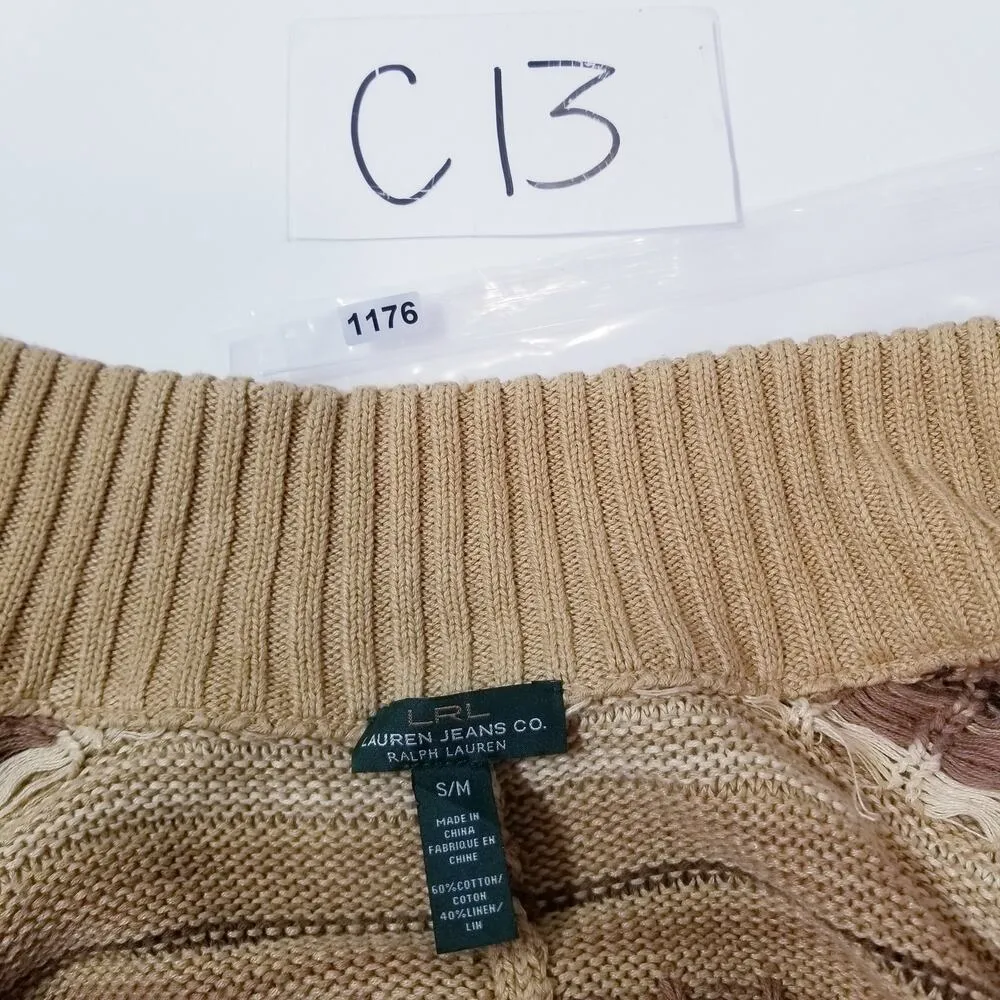 C13
1176
LRL
LAUREN JEANS CO.
RALPH LAUREN
S/M
MADE IN
CHINA
FABRIQUE EN
CHINE
60%COTTON/
COTON
40%LINEN/
LIN